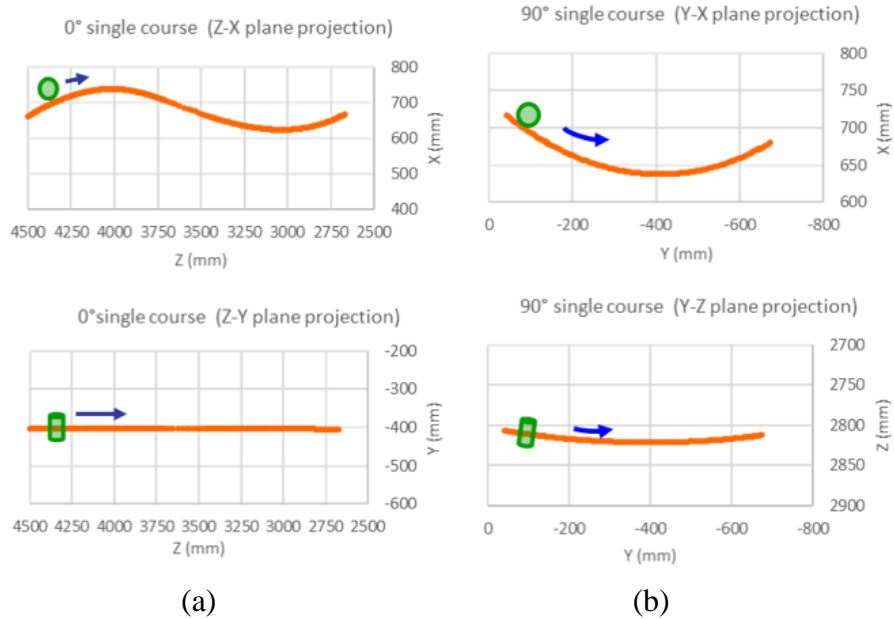 0° single course (Z-X plane projection)
800
700
600
500
400
X (mm)
4500 4250 4000 3750 3500 3250 3000 2750 2500
Z (mm)
90° single course (Y-X plane projection)
800
750
700
650
600
X (mm)
0 -200 -400 -600 -800
Y (mm)
0°single course (Z-Y plane projection)
-200
-300
-400
-500
-600
Y (mm)
4500 4250 4000 3750 3500 3250 3000 2750 2500
Z (mm)
90° single course (Y-Z plane projection)
2700
2750
2800
2850
2900
Z (mm)
0 -200 -400 -600 -800
Y (mm)
(a)
(b)